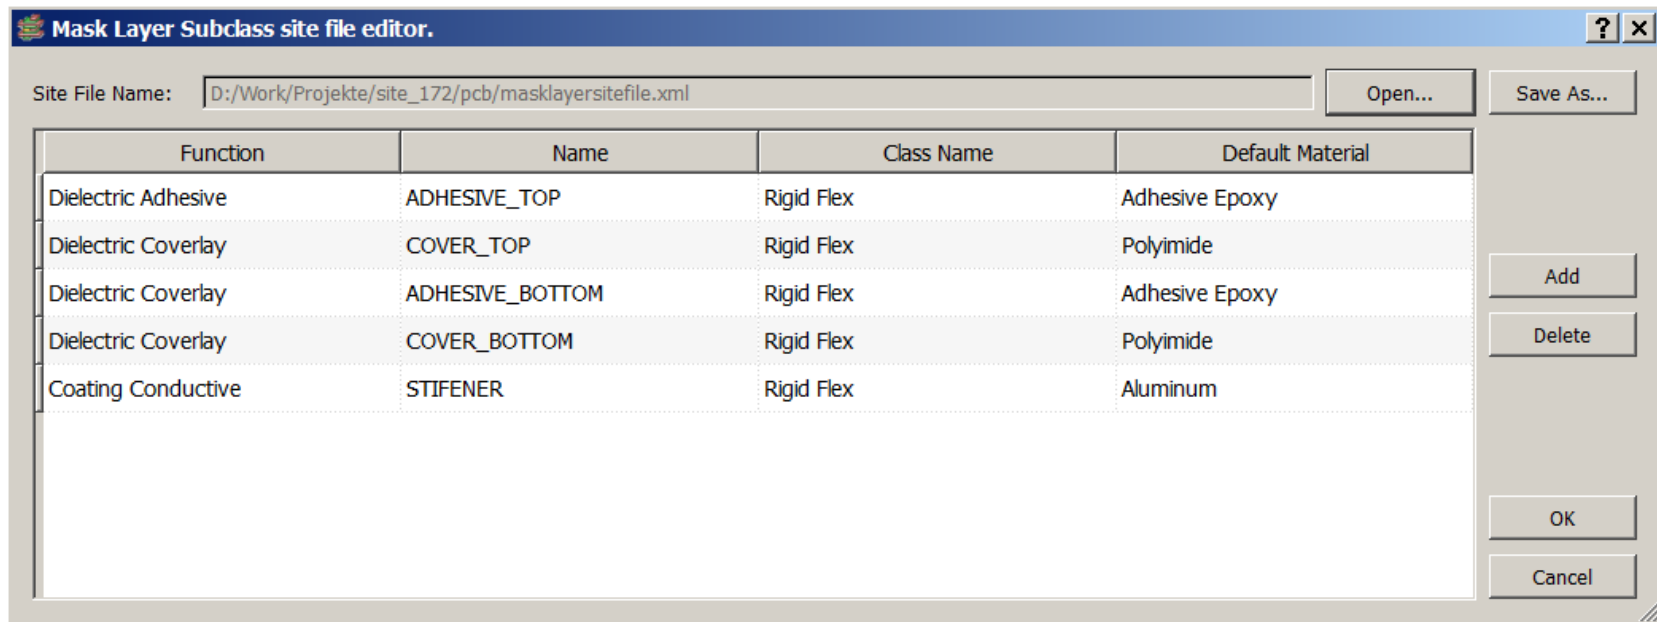 Mask Layer Subclass site file editor.
Site File Name: D:/Work/Projekte/site_172/pcb/masklayersitefile.xml Open... Save As...
Function Name Class Name Default Material
Dielectric Adhesive ADHESIVE_TOP Rigid Flex Adhesive Epoxy
Dielectric Coverlay COVER_TOP Rigid Flex Polyimide
Dielectric Coverlay ADHESIVE_BOTTOM Rigid Flex Adhesive Epoxy
Add
Dielectric Coverlay COVER_BOTTOM Rigid Flex Polyimide
Delete
Coating Conductive STIFENER Rigid Flex Aluminum
OK
Cancel